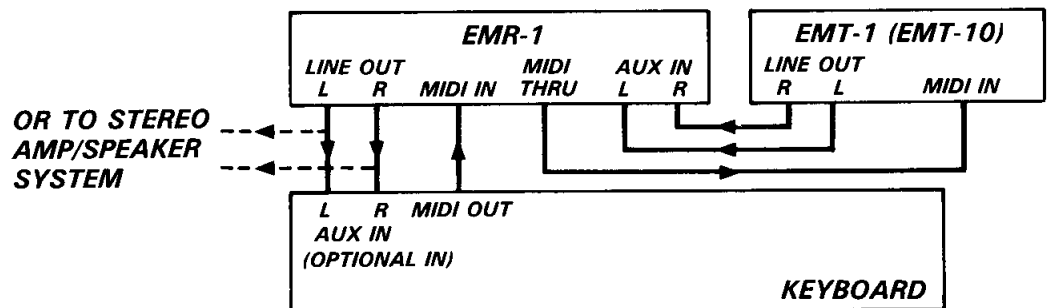 EMR-1
LINE OUT
L R
MIDI IN
MIDI
THRU
AUX IN
L R
EMT-1 (EMT-10)
LINE OUT
R L
MIDI IN
OR TO STEREO
AMP/SPEAKER
SYSTEM
L R MIDI OUT
AUX IN
(OPTIONAL IN)
KEYBOARD